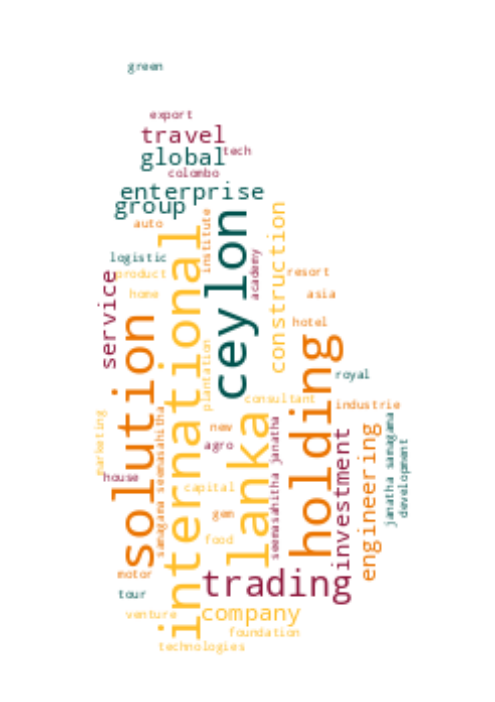 green
export
travel
global
tech
colombo
enterprise
group
auto
institute
international
ceylon
construction
academy
logistic
product
service
resort
home
asia
solution
hotel
holding
plantation
royal
consultant
industrie
marketing
samagama seemasahitha
lanka
new
agro
seemasahitha janatha
investment
engineering
janatha samagama
development
house
capital
gem
food
motor
trading
tour
venture
company
foundation
technologies